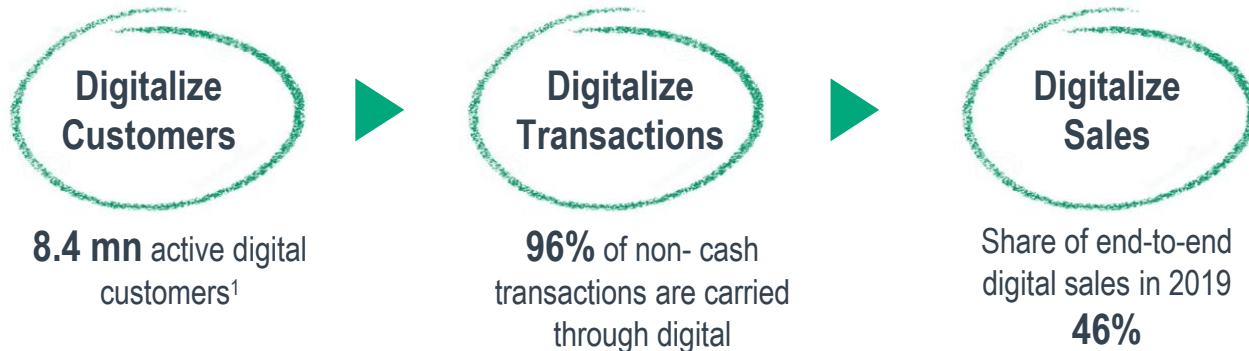 Digitalize
Customers
8.4 mn active digital
customers¹
Digitalize
Transactions
96% of non- cash
transactions are carried
through digital
Digitalize
Sales
Share of end-to-end
digital sales in 2019
46%